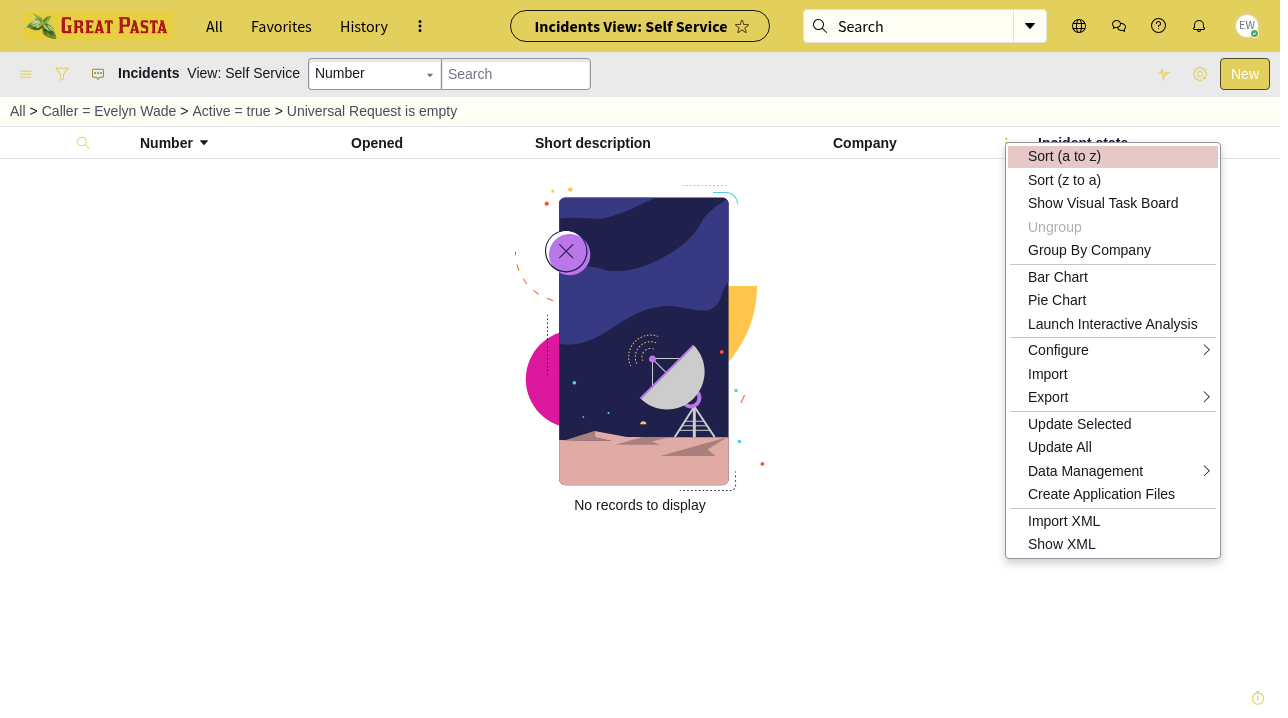 GREAT PASTA
All
Favorites
History
Incidents View: Self Service
Search
EW
Incidents View: Self Service
Number
Search
New
All > Caller = Evelyn Wade > Active = true > Universal Request is empty
Number
Opened
Short description
Company
Incident state
Sort (a to z)
Sort (z to a)
Show Visual Task Board
Ungroup
Group By Company
Bar Chart
Pie Chart
Launch Interactive Analysis
Configure
Import
Export
Update Selected
Update All
Data Management
Create Application Files
Import XML
Show XML
No records to display